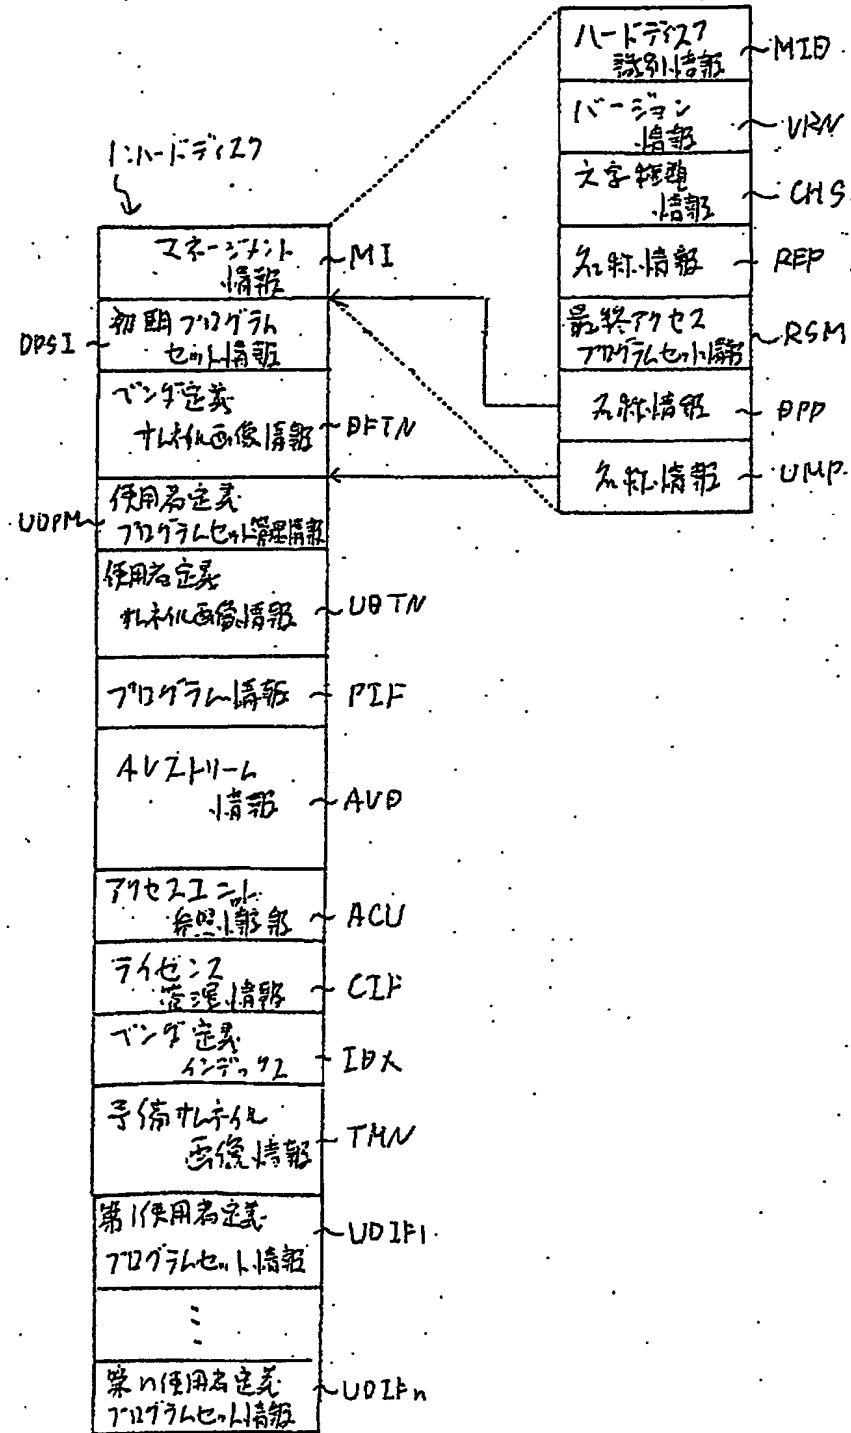 1:ハードディスク
マネージメント
情報
MI
DPSI
初期プログラム
セット情報
ベンダ定義
サムネイル画像情報
DFTN
UDPM
使用者定義
プログラムセット管理情報
使用者定義
サムネイル画像情報
UDTN
プログラム情報
PIF
AVストリーム
情報
AVD
アクセスユニット
参照情報
ACU
ライセンス
管理情報
CIF
ベンダ定義
インデックス
IDX
予備サムネイル
画像情報
TMN
第1使用者定義
プログラムセット情報
UDIF1
⋮
第n使用者定義
プログラムセット情報
UDIFn
ハードディスク
識別情報
MID
バージョン
情報
VRN
文字種類
情報
CHS
名称情報
REP
最終アクセス
プログラムセット情報
RSM
名称情報
DPP
名称情報
UMP